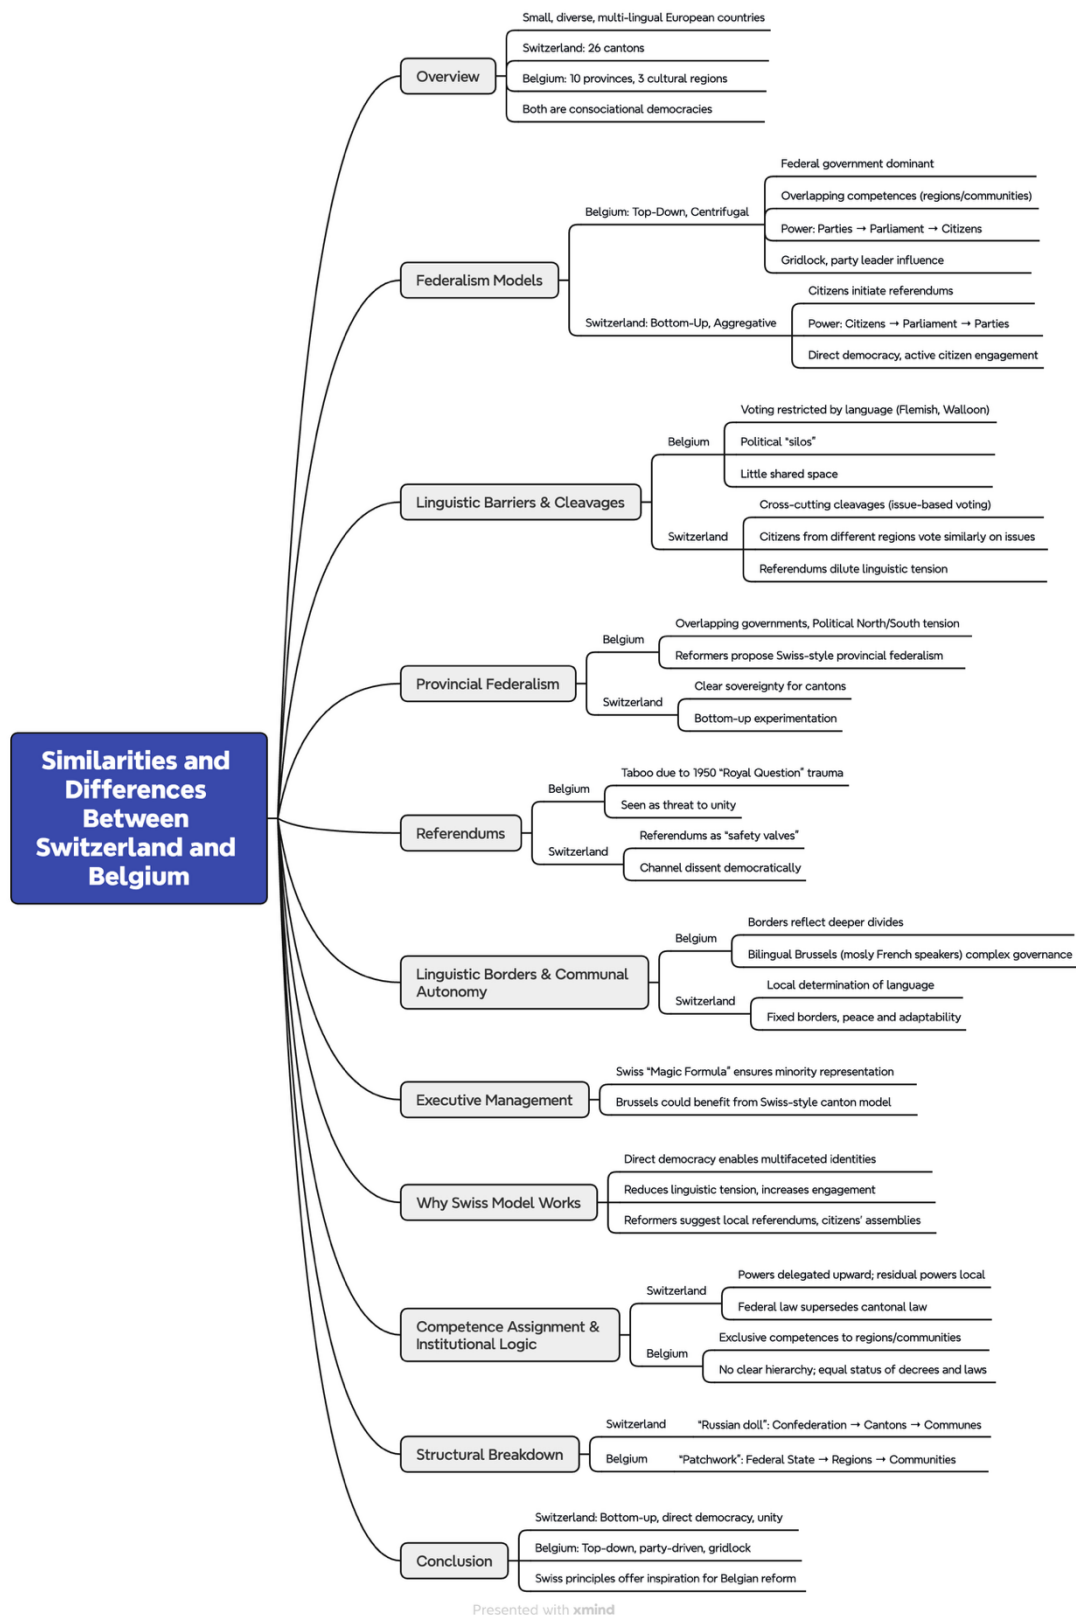 Similarities and
Differences
Between
Switzerland and
Belgium
Overview
Small, diverse, multi-lingual European countries
Switzerland: 26 cantons
Belgium: 10 provinces, 3 cultural regions
Both are consociational democracies
Federalism Models
Belgium: Top-Down, Centrifugal
Federal government dominant
Overlapping competences (regions/communities)
Power: Parties → Parliament → Citizens
Gridlock, party leader influence
Switzerland: Bottom-Up, Aggregative
Citizens initiate referendums
Power: Citizens → Parliament → Parties
Direct democracy, active citizen engagement
Linguistic Barriers & Cleavages
Belgium
Voting restricted by language (Flemish, Walloon)
Political “silos”
Little shared space
Switzerland
Cross-cutting cleavages (issue-based voting)
Citizens from different regions vote similarly on issues
Referendums dilute linguistic tension
Provincial Federalism
Belgium
Overlapping governments, Political North/South tension
Reformers propose Swiss-style provincial federalism
Switzerland
Clear sovereignty for cantons
Bottom-up experimentation
Referendums
Belgium
Taboo due to 1950 “Royal Question” trauma
Seen as threat to unity
Switzerland
Referendums as “safety valves”
Channel dissent democratically
Linguistic Borders & Communal
Autonomy
Belgium
Borders reflect deeper divides
Bilingual Brussels (mosly French speakers) complex governance
Switzerland
Local determination of language
Fixed borders, peace and adaptability
Executive Management
Swiss “Magic Formula” ensures minority representation
Brussels could benefit from Swiss-style canton model
Why Swiss Model Works
Direct democracy enables multifaceted identities
Reduces linguistic tension, increases engagement
Reformers suggest local referendums, citizens’ assemblies
Competence Assignment &
Institutional Logic
Switzerland
Powers delegated upward; residual powers local
Federal law supersedes cantonal law
Belgium
Exclusive competences to regions/communities
No clear hierarchy; equal status of decrees and laws
Structural Breakdown
Switzerland
“Russian doll”: Confederation → Cantons → Communes
Belgium
“Patchwork”: Federal State → Regions → Communities
Conclusion
Switzerland: Bottom-up, direct democracy, unity
Belgium: Top-down, party-driven, gridlock
Swiss principles offer inspiration for Belgian reform
Presented with xmind